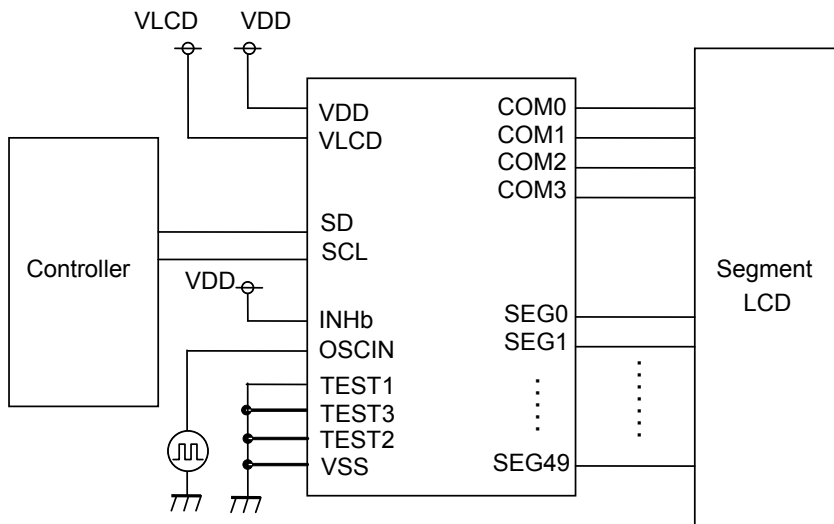 VLCD
VDD
VDD
VLCD
COM0
COM1
COM2
COM3
Controller
SD
SCL
Segment
LCD
VDD
INHb
OSCIN
TEST1
TEST3
TEST2
VSS
SEG0
SEG1
SEG49